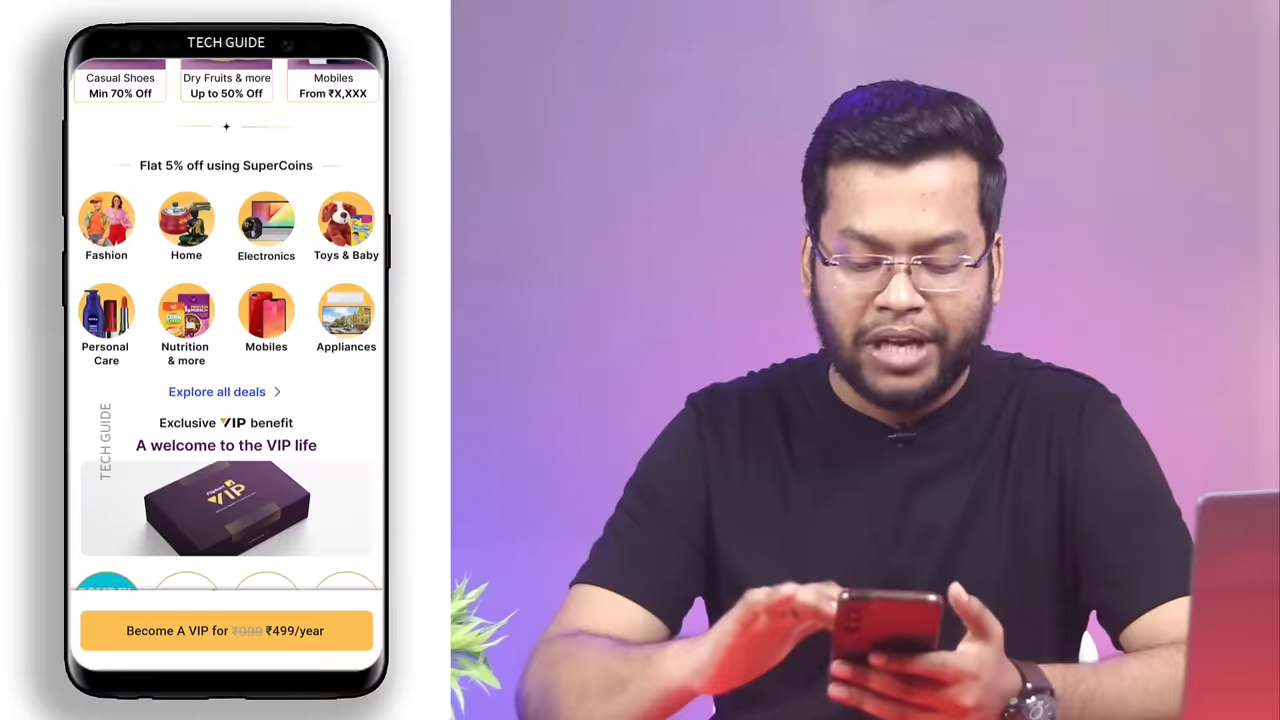 TECH GUIDE
Casual Shoes
Min 70% Off
Dry Fruits & more
Up to 50% Off
Mobiles
From ₹X,XXX
Flat 5% off using SuperCoins
Fashion
Home
Electronics
Toys & Baby
Personal
Care
Nutrition
& more
Mobiles
Appliances
Explore all deals >
TECH GUIDE
Exclusive VIP benefit
A welcome to the VIP life
Flipkart
VIP
Become A VIP for ₹999 ₹499/year